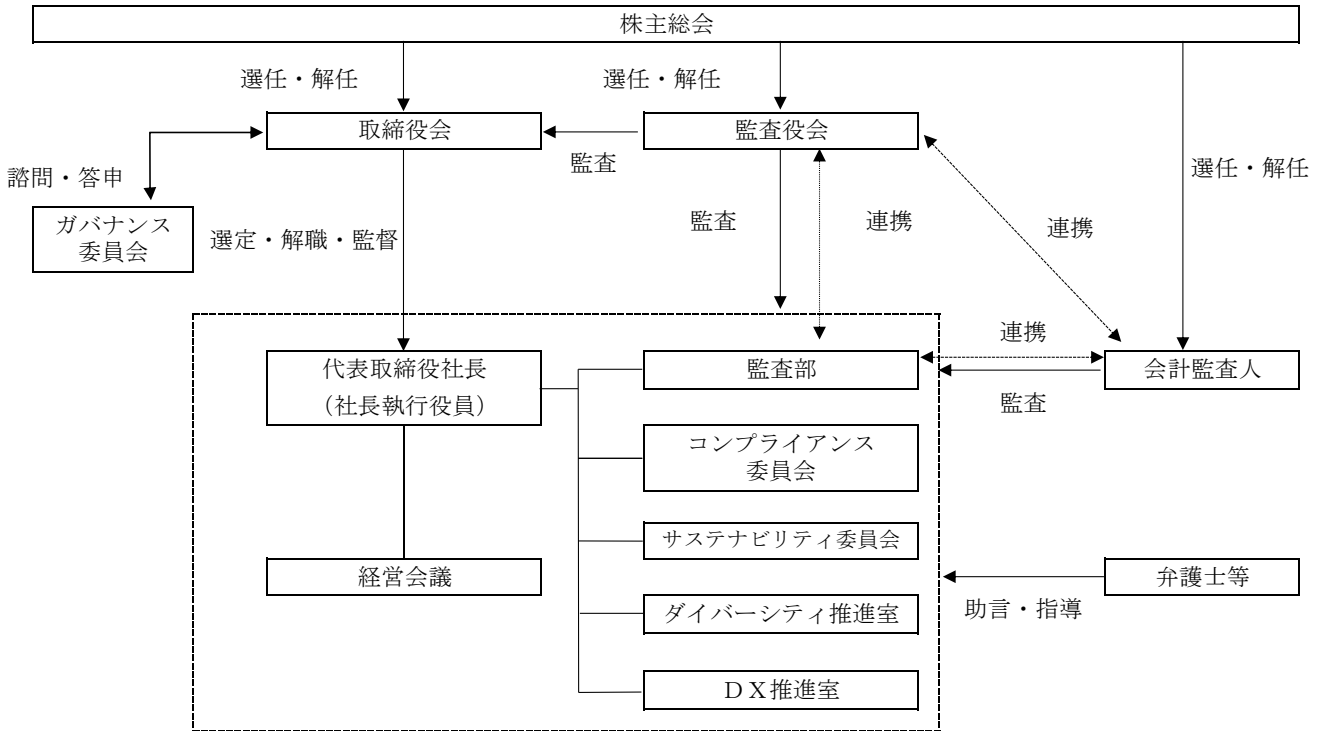 株主総会
選任・解任
選任・解任
取締役会
監査役会
監査
選任・解任
諮問・答申
ガバナンス
委員会
選定・解職・監督
監査
連携
連携
連携
代表取締役社長
（社長執行役員）
監査部
会計監査人
監査
コンプライアンス
委員会
サステナビリティ委員会
経営会議
弁護士等
助言・指導
ダイバーシティ推進室
ＤＸ推進室